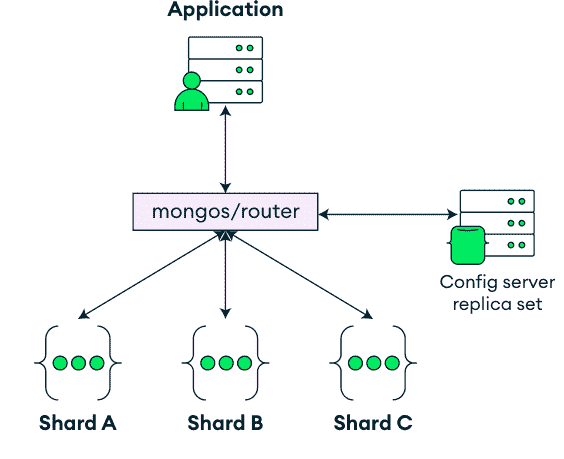 Application
mongos/router
Config server
replica set
Shard A
Shard B
Shard C